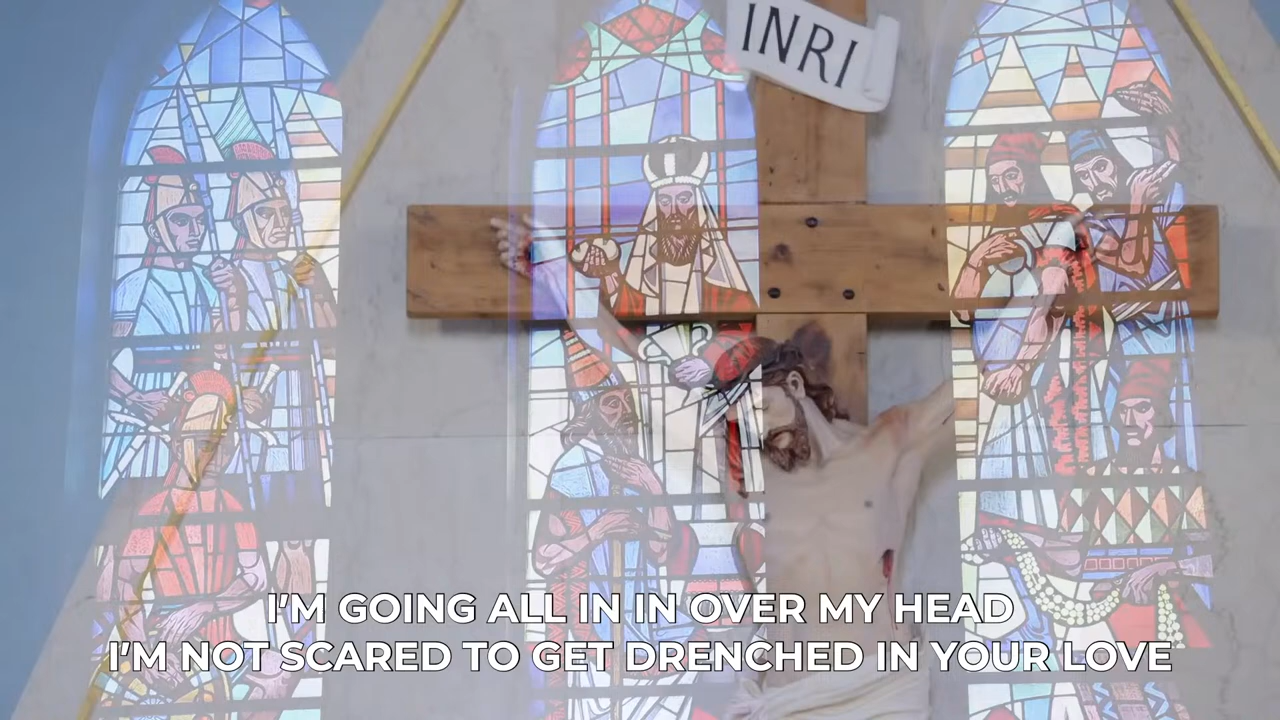 INRI
I'M GOING ALL IN IN OVER MY HEAD
I'M NOT SCARED TO GET DRENCHED IN YOUR LOVE